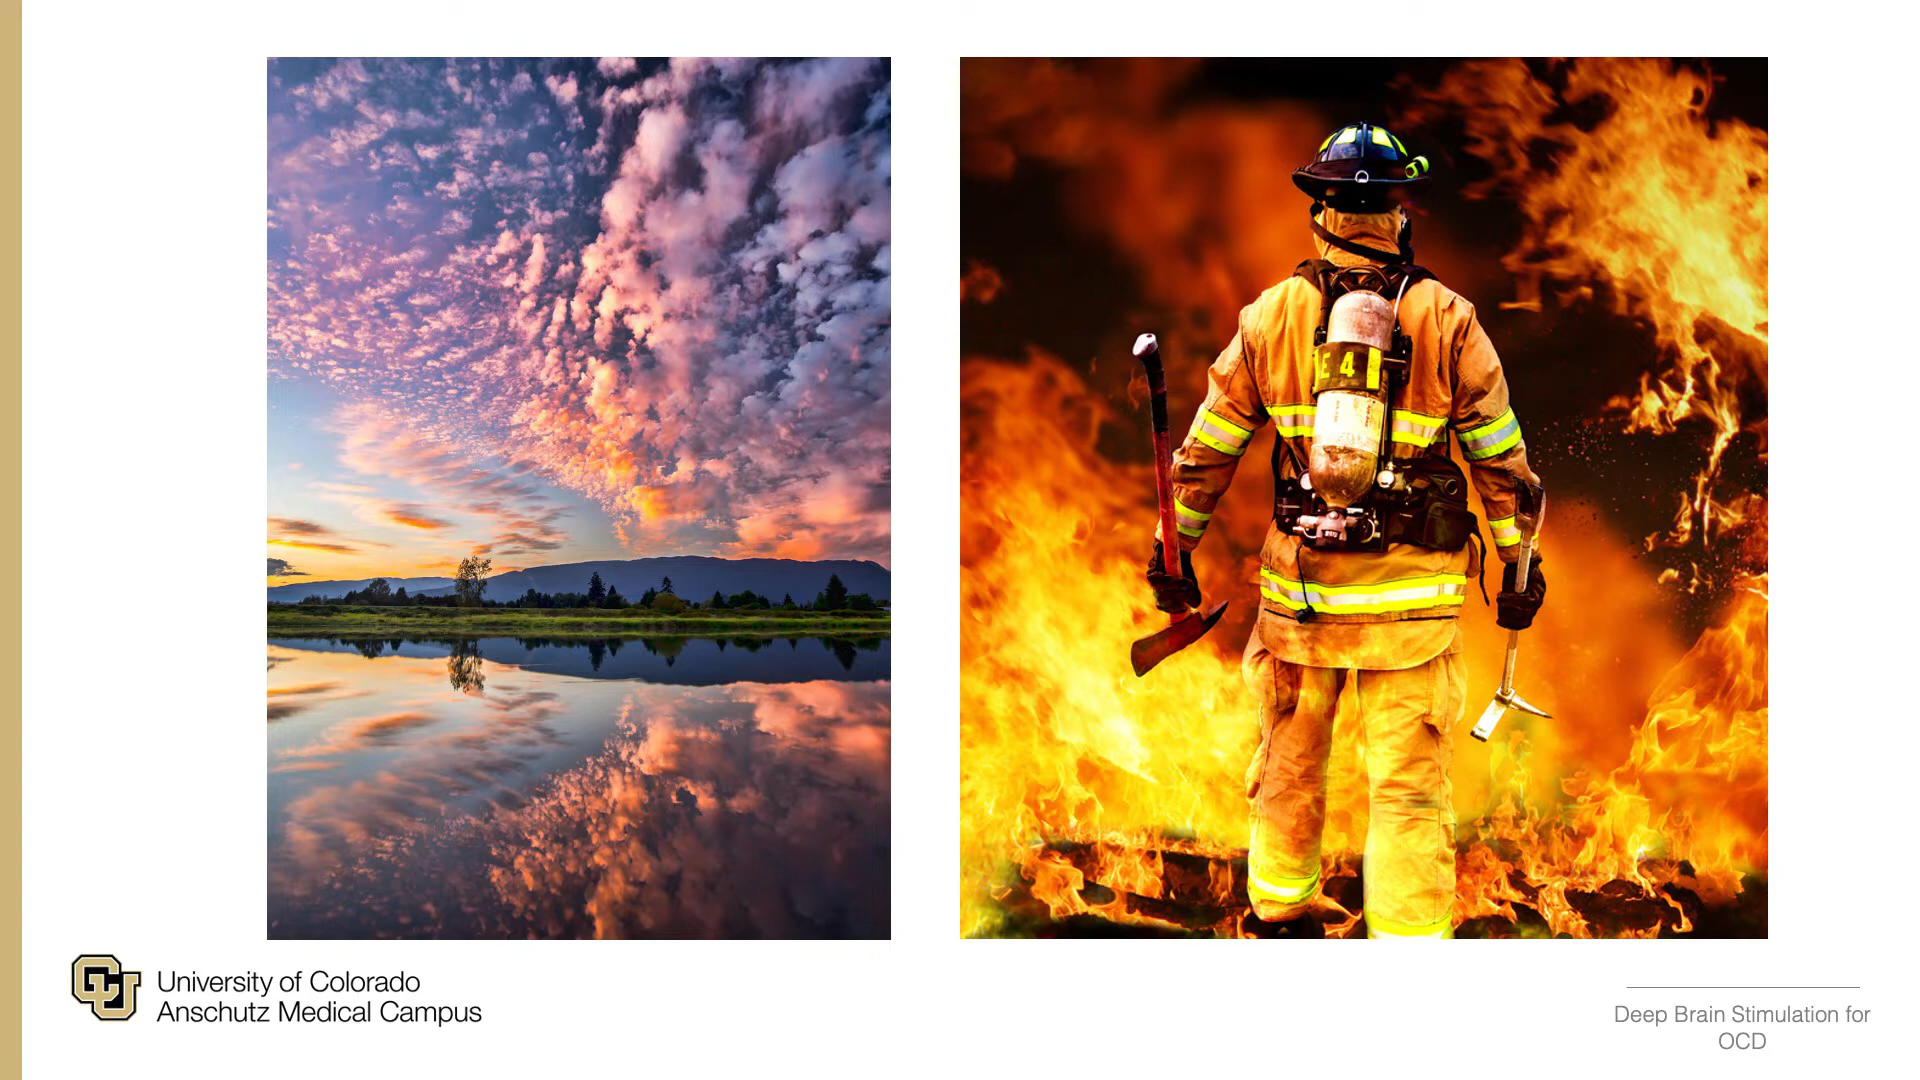 E 4
University of Colorado
Anschutz Medical Campus
Deep Brain Stimulation for
OCD